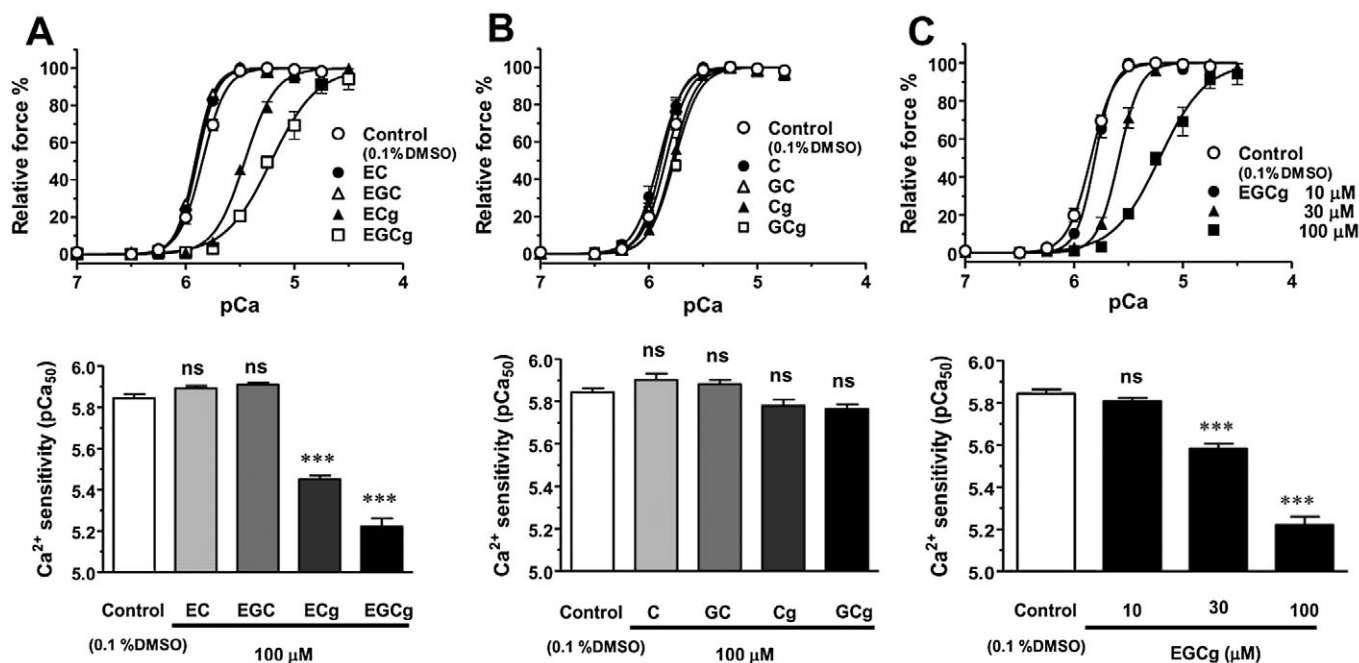 A
Relative force %
100
80
60
40
20
0
Control
(0.1%DMSO)
EC
EGC
ECg
EGCg
7
6
5
4
pCa
B
Relative force %
100
80
60
40
20
0
Control
(0.1%DMSO)
C
GC
Cg
GCg
7
6
5
4
pCa
C
Relative force %
100
80
60
40
20
0
Control
(0.1%DMSO)
EGCg 10 µM
30 µM
100 µM
7
6
5
4
pCa
Ca²⁺ sensitivity (pCa₅₀)
6.0
5.8
5.6
5.4
5.2
5.0
ns
ns
***
***
Control EC EGC ECg EGCg
(0.1 %DMSO)
100 µM
Ca²⁺ sensitivity (pCa₅₀)
6.0
5.8
5.6
5.4
5.2
5.0
ns
ns
ns
ns
Control C GC Cg GCg
(0.1 %DMSO)
100 µM
Ca²⁺ sensitivity (pCa₅₀)
6.0
5.8
5.6
5.4
5.2
5.0
ns
***
***
Control 10 30 100
(0.1 %DMSO)
EGCg (µM)